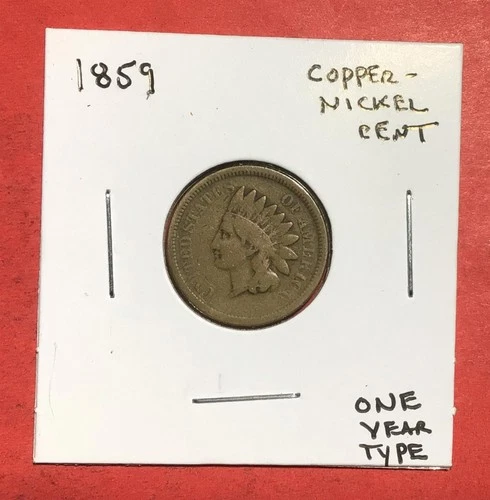 1859
COPPER-
NICKEL
CENT
UNITED STATES OF AMERICA
ONE
YEAR
TYPE